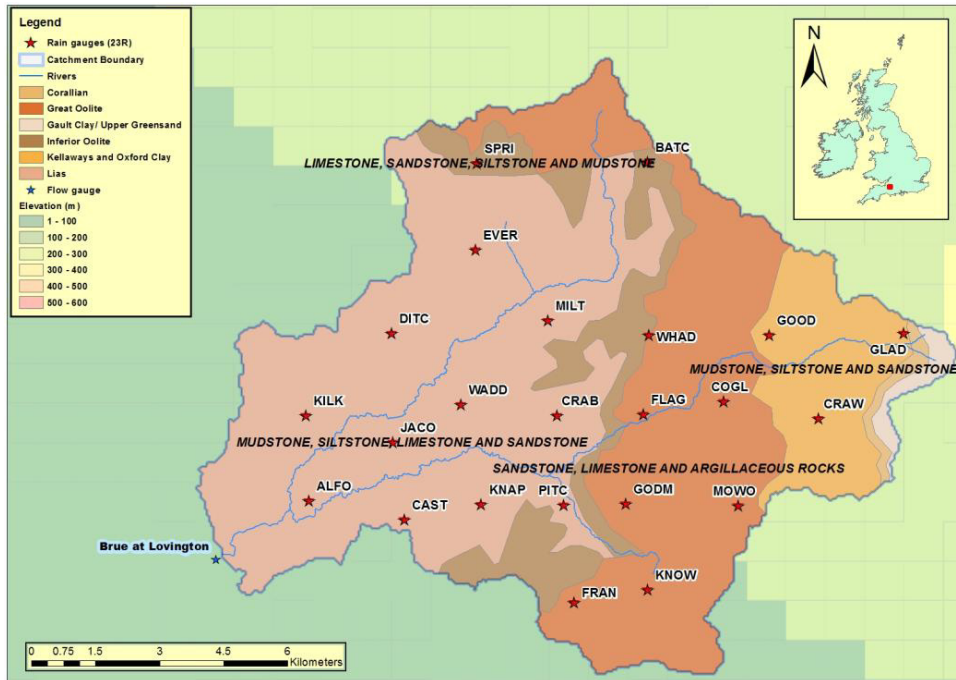 Legend
Rain gauges (23R)
Catchment Boundary
Rivers
Corallian
Great Oolite
Gault Clay/ Upper Greensand
Inferior Oolite
Kellaways and Oxford Clay
Lias
Flow gauge
Elevation (m)
1 - 100
100 - 200
200 - 300
300 - 400
400 - 500
500 - 600
N
SPRI
BATC
LIMESTONE, SANDSTONE, SILTSTONE AND MUDSTONE
EVER
DITC
MILT
WHAD
GOOD
GLAD
MUDSTONE, SILTSTONE AND SANDSTONE
KILK
WADD
CRAB
FLAG
COGL
CRAW
JACO
MUDSTONE, SILTSTONE, LIMESTONE AND SANDSTONE
SANDSTONE, LIMESTONE AND ARGILLACEOUS ROCKS
ALFO
CAST
KNAP
PITC
GODM
MOWO
Brue at Lovington
FRAN
KNOW
0 0.75 1.5 3 4.5 6
Kilometers